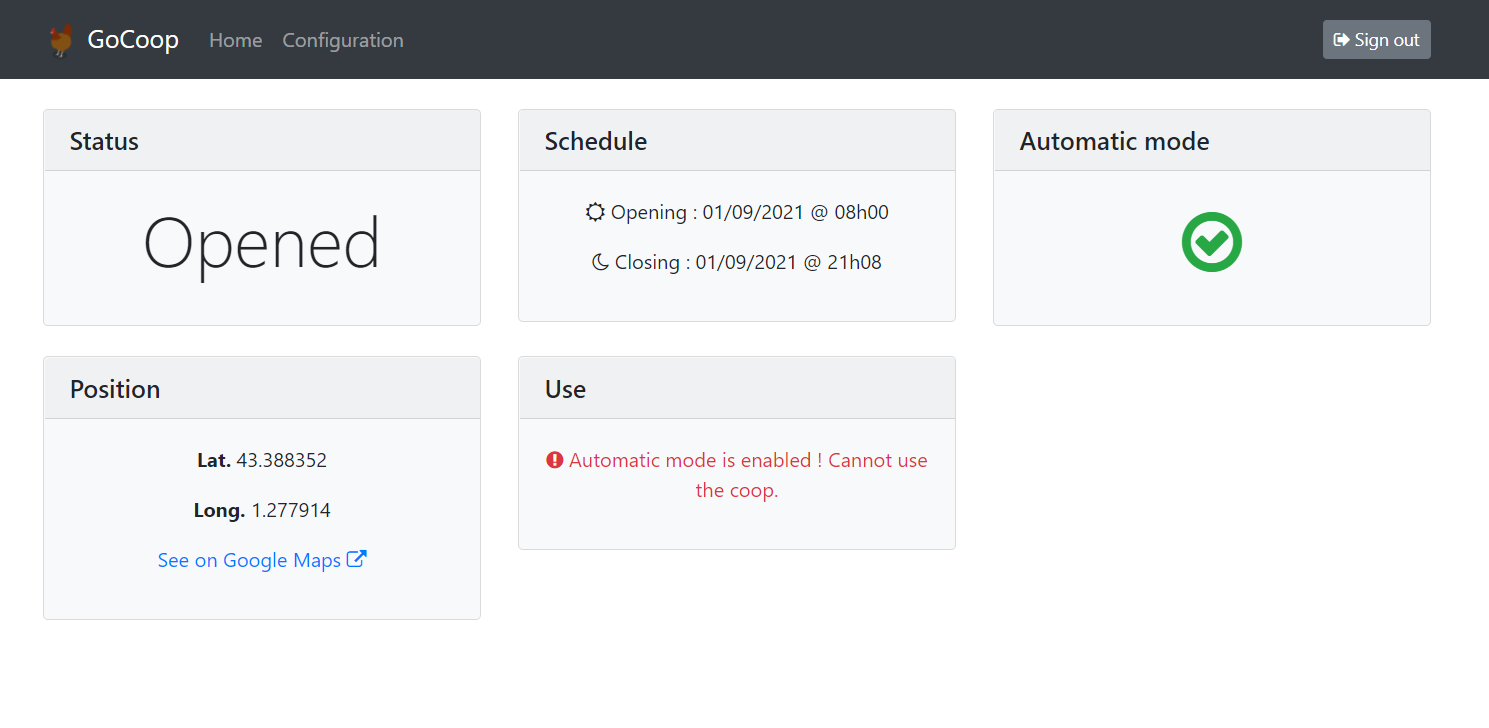 GoCoop Home Configuration Sign out
Status
Opened
Schedule
Opening : 01/09/2021 @ 08h00
Closing : 01/09/2021 @ 21h08
Automatic mode
Position
Lat. 43.388352
Long. 1.277914
See on Google Maps
Use
Automatic mode is enabled ! Cannot use
the coop.